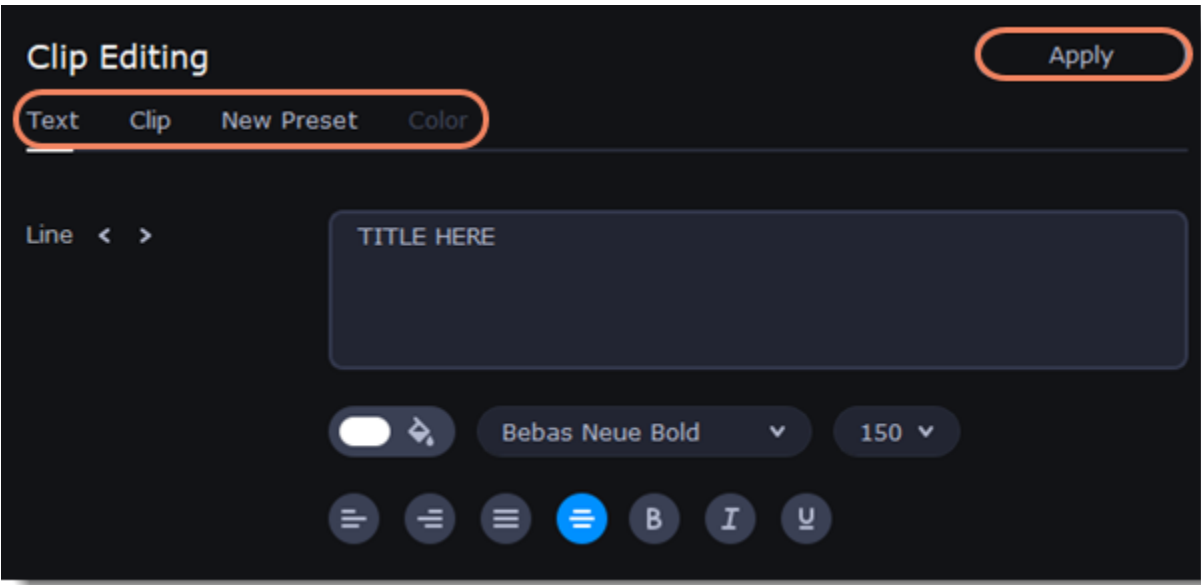 Clip Editing
Apply
Text Clip New Preset Color
Line < >
TITLE HERE
Bebas Neue Bold
150
B I U